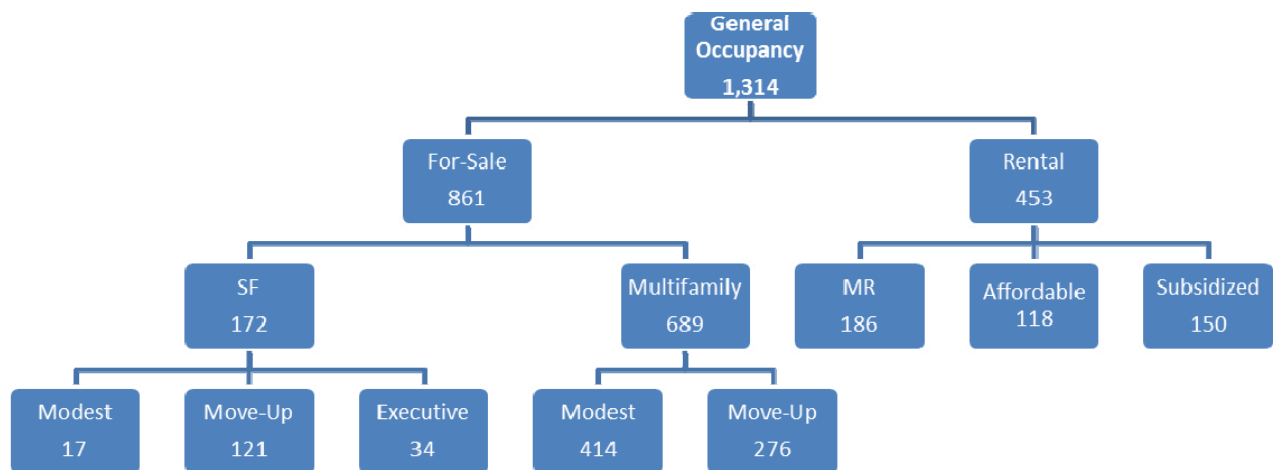 General
Occupancy
1,314
For-Sale
861
Rental
453
SF
172
Multifamily
689
MR
186
Affordable
118
Subsidized
150
Modest
17
Move-Up
121
Executive
34
Modest
414
Move-Up
276